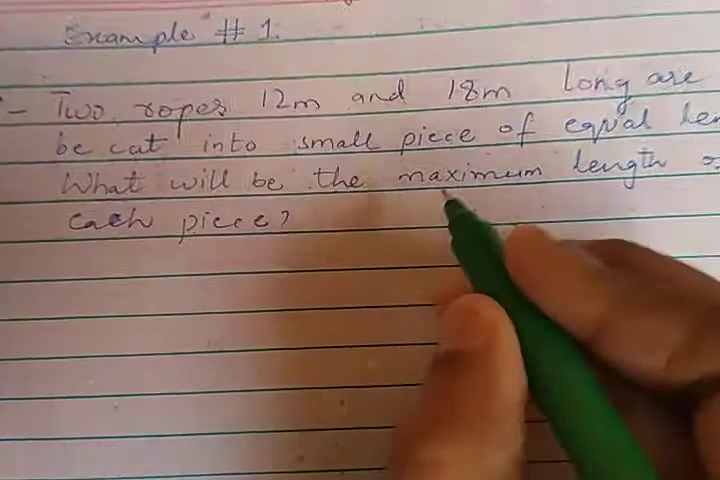 Example # 1.
- Two ropes 12m and 18m long are
be cut into small piece of equal len
What will be the maximum length o
each piece?